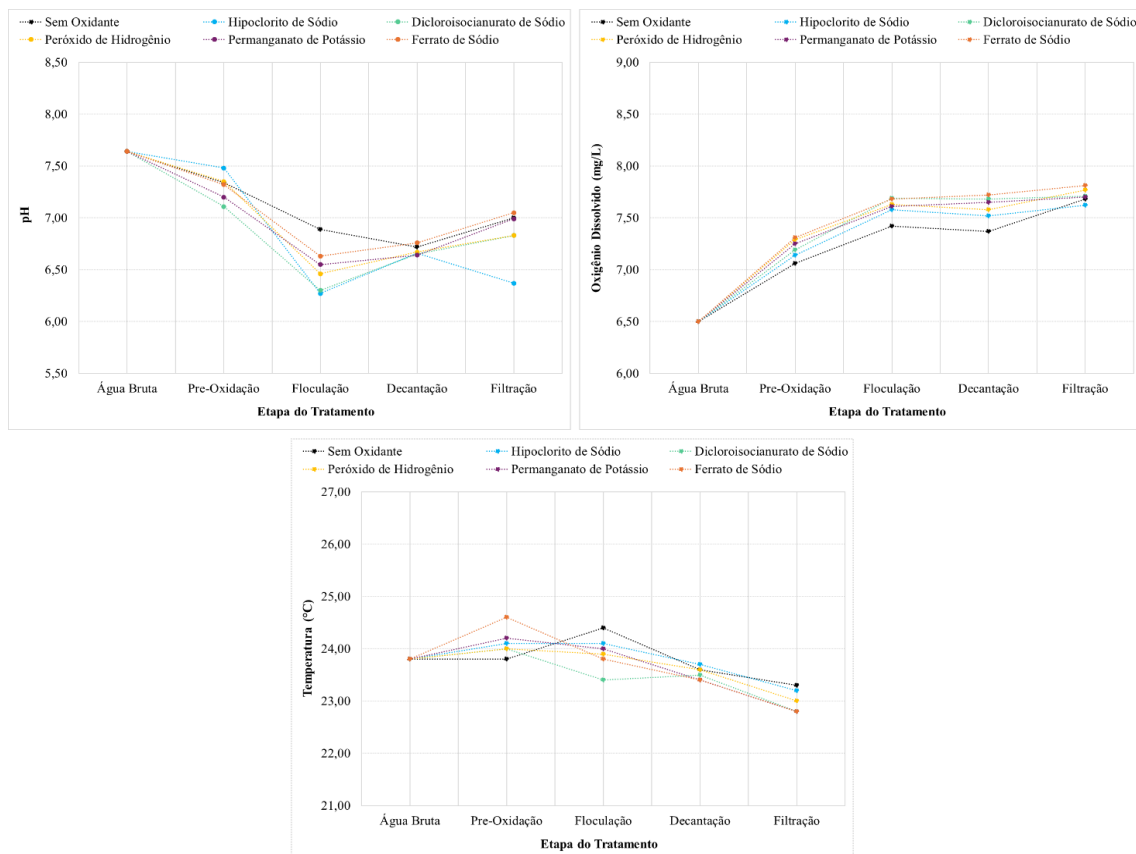 Sem Oxidante Hipoclorito de Sódio Dicloroisocianurato de Sódio
Peróxido de Hidrogênio Permanganato de Potássio Ferrato de Sódio
8,50
8,00
7,50
7,00
6,50
6,00
5,50
pH
Água Bruta Pre-Oxidação Floculação Decantação Filtração
Etapa do Tratamento
Sem Oxidante Hipoclorito de Sódio Dicloroisocianurato de Sódio
Peróxido de Hidrogênio Permanganato de Potássio Ferrato de Sódio
9,00
8,50
8,00
7,50
7,00
6,50
6,00
Oxigênio Dissolvido (mg/L)
Água Bruta Pre-Oxidação Floculação Decantação Filtração
Etapa do Tratamento
Sem Oxidante Hipoclorito de Sódio Dicloroisocianurato de Sódio
Peróxido de Hidrogênio Permanganato de Potássio Ferrato de Sódio
27,00
26,00
25,00
24,00
23,00
22,00
21,00
Temperatura (°C)
Água Bruta Pre-Oxidação Floculação Decantação Filtração
Etapa do Tratamento